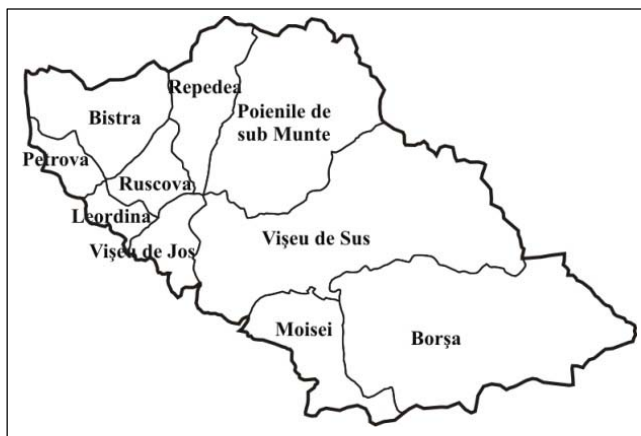 Repedea
Bistra
Poienile de
sub Munte
Petrova
Ruscova
Leordina
Vişeu de Jos
Vişeu de Sus
Moisei
Borşa